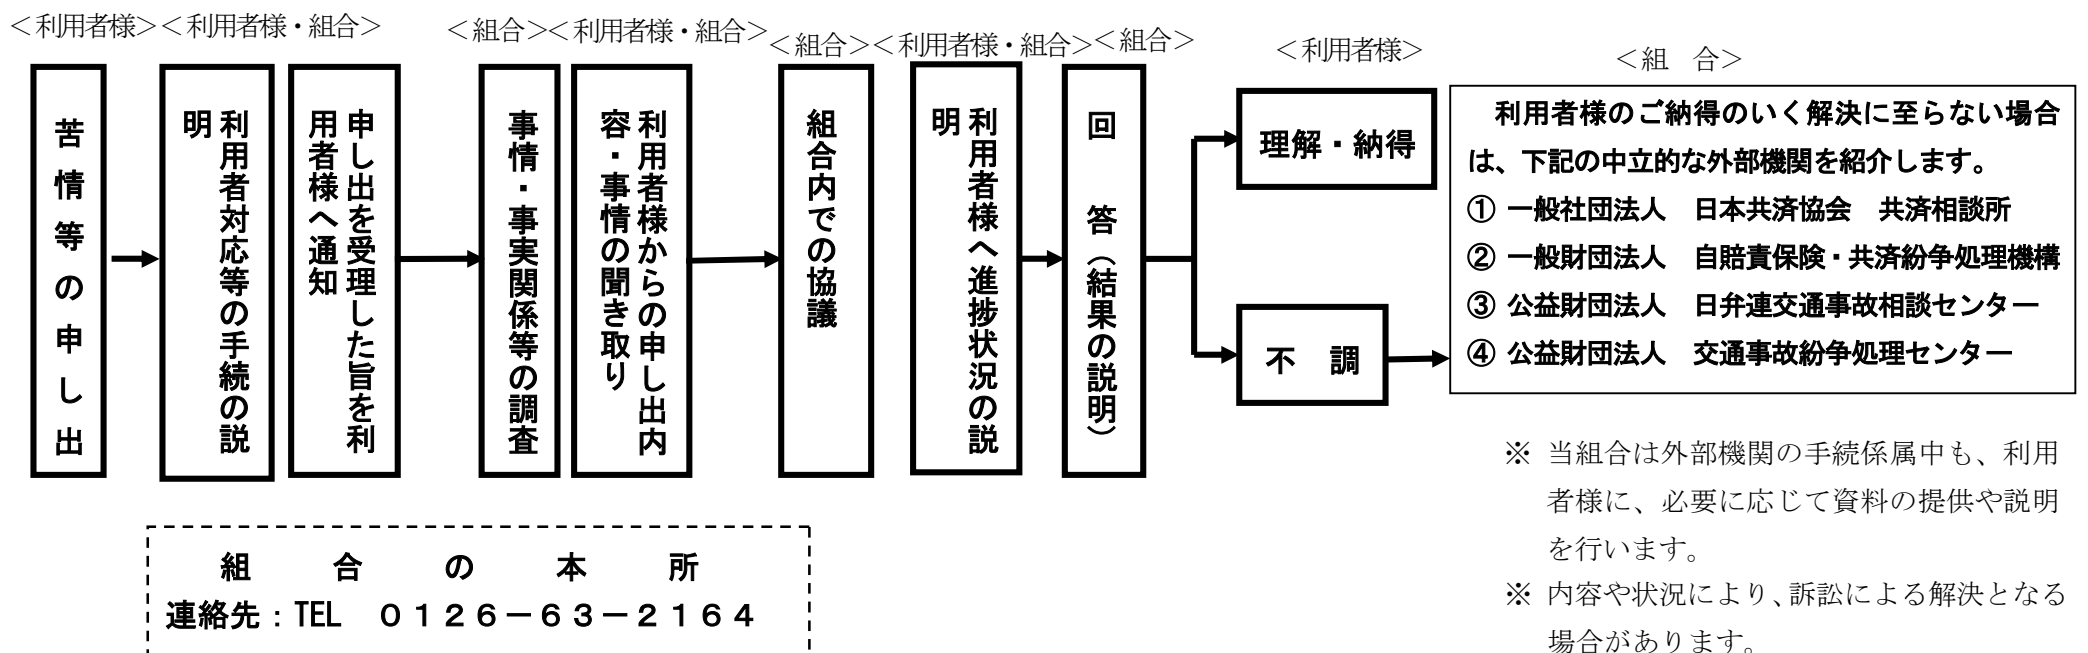 ＜利用者様＞
＜利用者様・組合＞
＜組合＞
＜利用者様・組合＞
＜組合＞
＜利用者様・組合＞
＜組合＞
＜利用者様＞
＜組　合＞
苦情等の申し出
利用者対応等の手続の説
明
申し出を受理した旨を利
用者様へ通知
事情・事実関係等の調査
利用者様からの申し出内
容・事情の聞き取り
組合内での協議
利用者様へ進捗状況の説
明
回　答（結果の説明）
理解・納得
不　調
利用者様のご納得のいく解決に至らない場合
は、下記の中立的な外部機関を紹介します。
① 一般社団法人　日本共済協会　共済相談所
② 一般財団法人　自賠責保険・共済紛争処理機構
③ 公益財団法人　日弁連交通事故相談センター
④ 公益財団法人　交通事故紛争処理センター
※ 当組合は外部機関の手続係属中も、利用
者様に、必要に応じて資料の提供や説明
を行います。
※ 内容や状況により、訴訟による解決となる
場合があります。
組　合　の　本　所
連絡先：TEL　０１２６－６３－２１６４